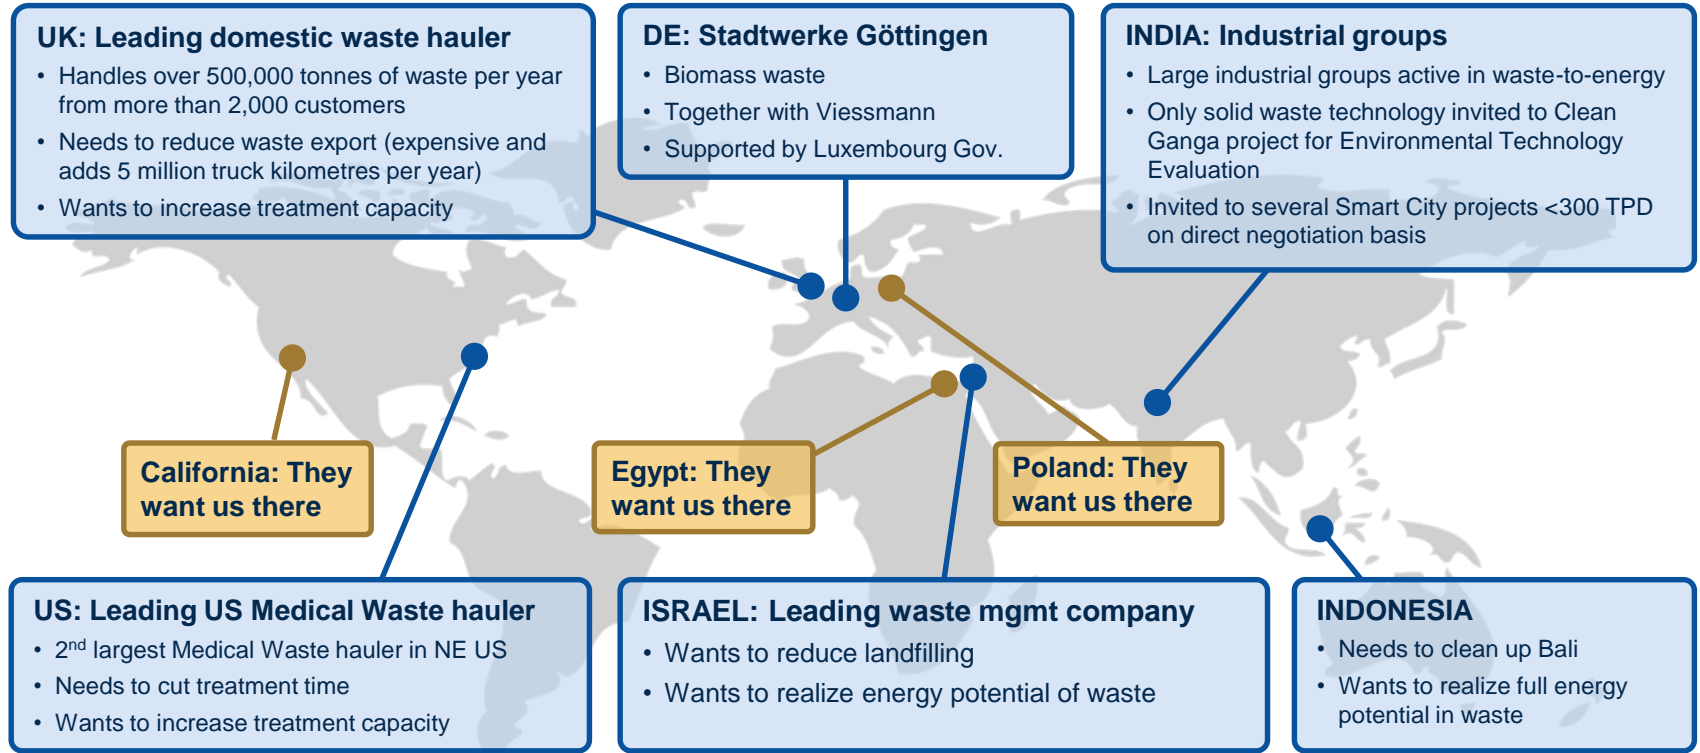 UK: Leading domestic waste hauler
• Handles over 500,000 tonnes of waste per year
from more than 2,000 customers
• Needs to reduce waste export (expensive and
adds 5 million truck kilometres per year)
• Wants to increase treatment capacity
DE: Stadtwerke Göttingen
• Biomass waste
• Together with Viessmann
• Supported by Luxembourg Gov.
INDIA: Industrial groups
• Large industrial groups active in waste-to-energy
• Only solid waste technology invited to Clean
Ganga project for Environmental Technology
Evaluation
• Invited to several Smart City projects <300 TPD
on direct negotiation basis
California: They
want us there
Egypt: They
want us there
Poland: They
want us there
US: Leading US Medical Waste hauler
• 2nd largest Medical Waste hauler in NE US
• Needs to cut treatment time
• Wants to increase treatment capacity
ISRAEL: Leading waste mgmt company
• Wants to reduce landfilling
• Wants to realize energy potential of waste
INDONESIA
• Needs to clean up Bali
• Wants to realize full energy
potential in waste